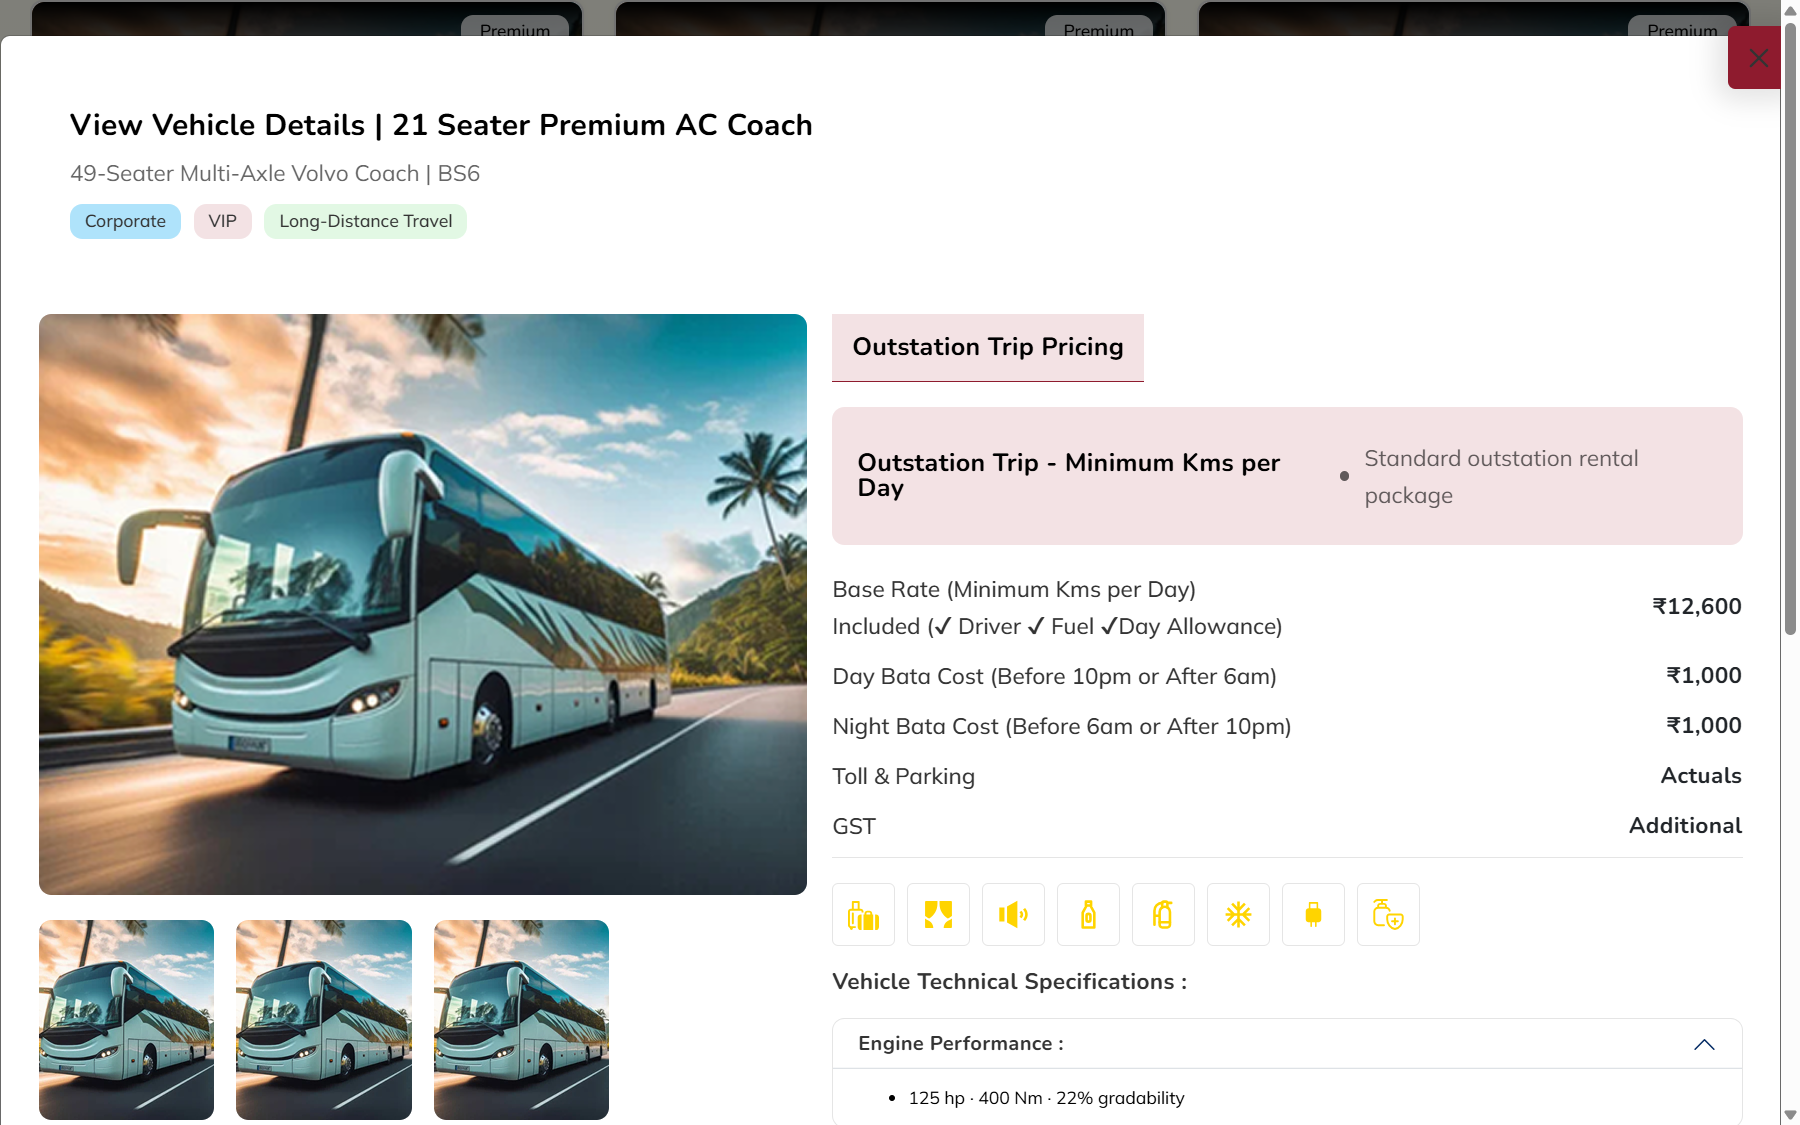 Premium
Premium
Premium
View Vehicle Details | 21 Seater Premium AC Coach
49-Seater Multi-Axle Volvo Coach | BS6
Corporate
VIP
Long-Distance Travel
Outstation Trip Pricing
Outstation Trip - Minimum Kms per
Day
• Standard outstation rental
package
Base Rate (Minimum Kms per Day)
Included (✓ Driver ✓ Fuel ✓Day Allowance)
₹12,600
Day Bata Cost (Before 10pm or After 6am)
₹1,000
Night Bata Cost (Before 6am or After 10pm)
₹1,000
Toll & Parking
Actuals
GST
Additional
Vehicle Technical Specifications :
Engine Performance :
• 125 hp · 400 Nm · 22% gradability